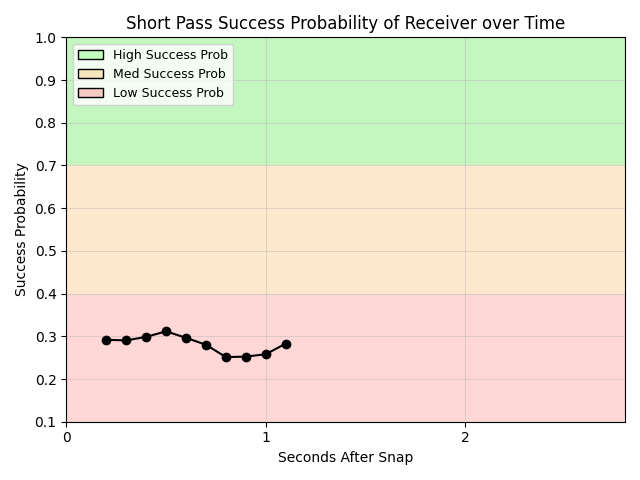 Short Pass Success Probability of Receiver over Time
1.0
0.9
0.8
0.7
0.6
0.5
0.4
0.3
0.2
0.1
Success Probability
High Success Prob
Med Success Prob
Low Success Prob
0
1
2
Seconds After Snap